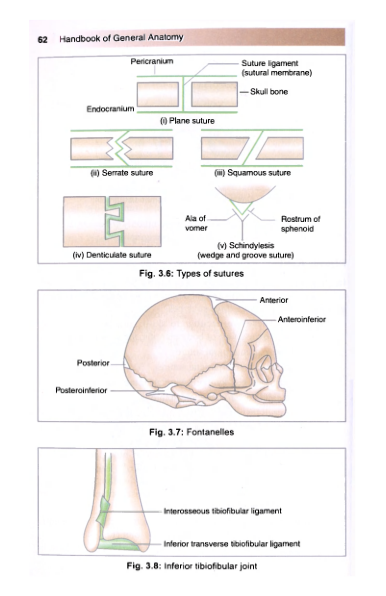 62 Handbook of General Anatomy
Pericranium
Suture ligament
(sutural membrane)
Skull bone
Endocranium
(i) Plane suture
(ii) Serrate suture
(iii) Squamous suture
Ala of
vomer
Rostrum of
sphenoid
(iv) Denticulate suture
(v) Schindylesis
(wedge and groove suture)
Fig. 3.6: Types of sutures
Anterior
Anteroinferior
Posterior
Posteroinferior
Fig. 3.7: Fontanelles
Interosseous tibiofibular ligament
Inferior transverse tibiofibular ligament
Fig. 3.8: Inferior tibiofibular joint